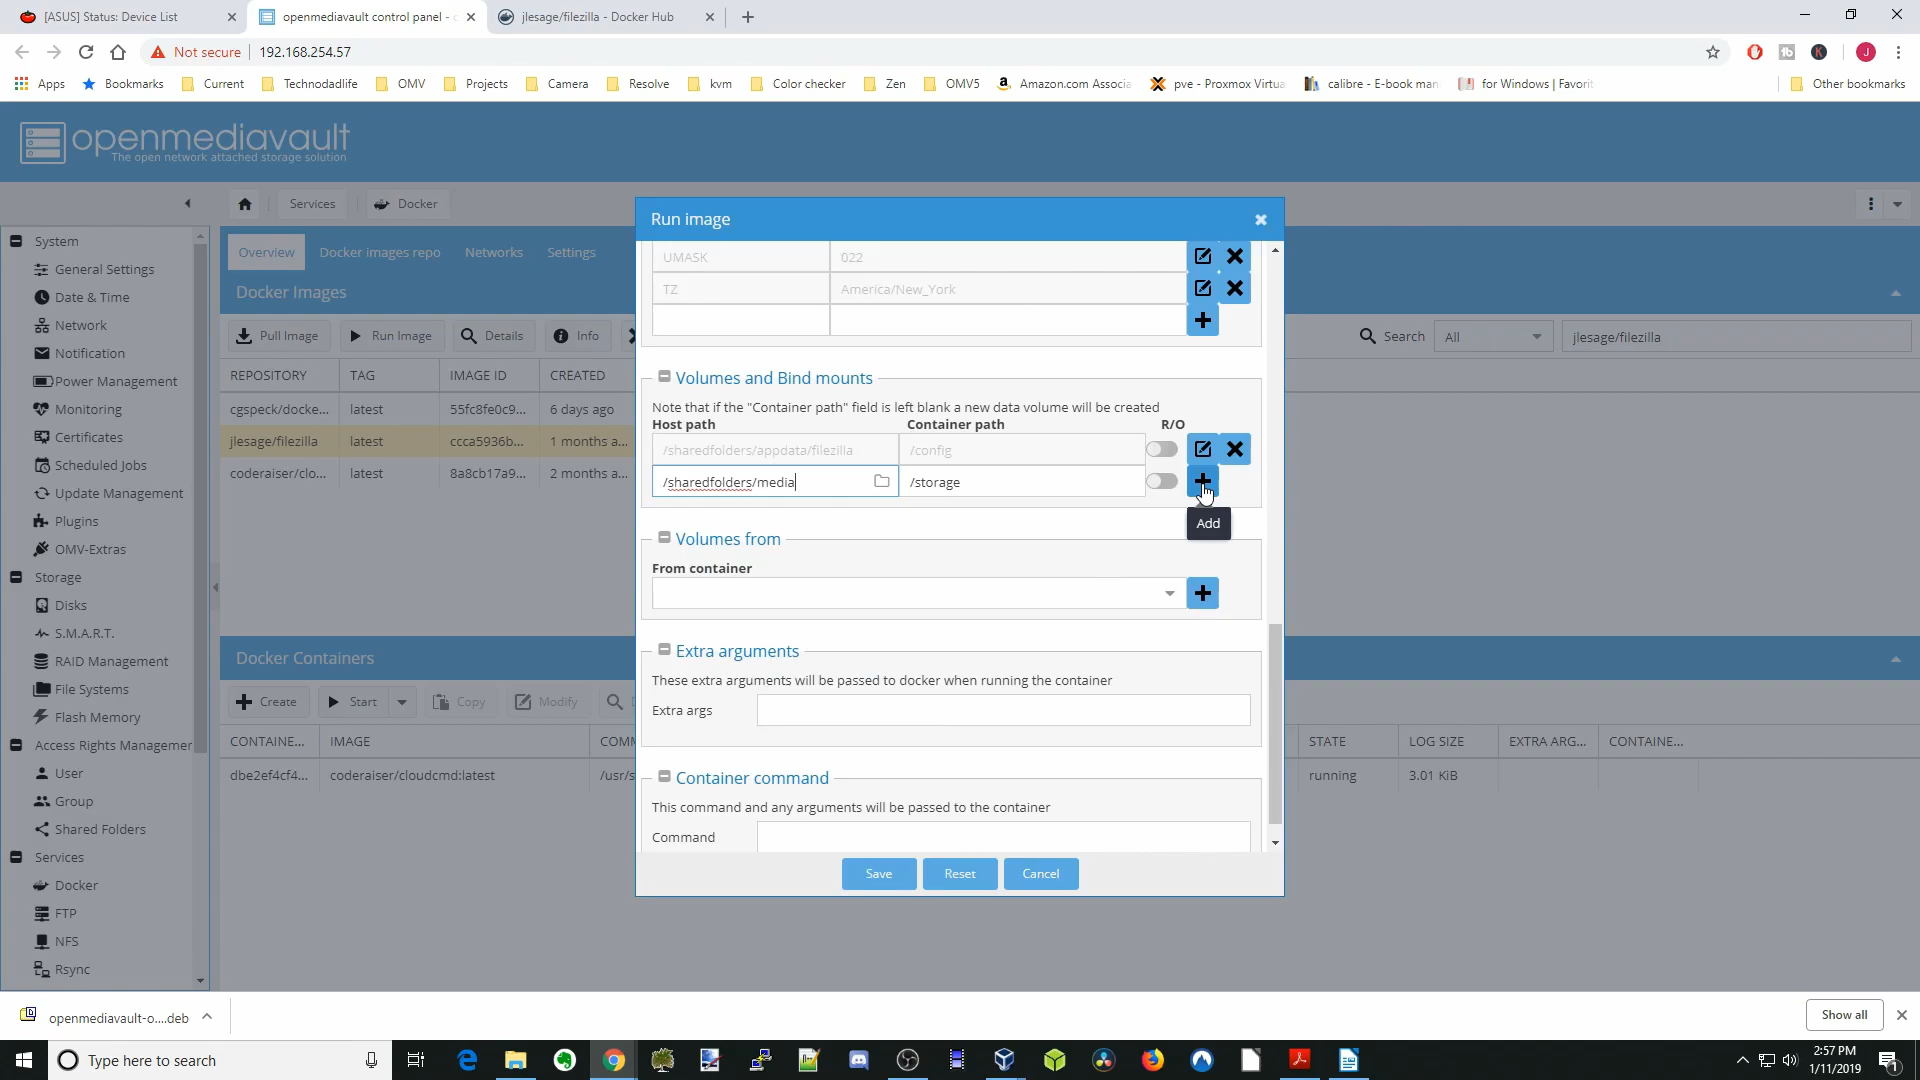 [ASUS] Status: Device List
openmediavault control panel - c
jlesage/filezilla - Docker Hub
Not secure
192.168.254.57
Apps
Bookmarks
Current
Technodadlife
OMV
Projects
Camera
Resolve
kvm
Color checker
Zen
OMV5
Amazon.com Associa
pve - Proxmox Virtua
calibre - E-book man
for Windows | Favorit
Other bookmarks
openmediavault
The open network attached storage solution
Services
Docker
System
General Settings
Date & Time
Network
Notification
Power Management
Monitoring
Certificates
Scheduled Jobs
Update Management
Plugins
OMV-Extras
Storage
Disks
S.M.A.R.T.
RAID Management
File Systems
Flash Memory
Access Rights Managemer
User
Group
Shared Folders
Services
Docker
FTP
NFS
Rsync
Overview
Docker images repo
Networks
Settings
Docker Images
Pull Image
Run Image
Details
Info
Search
All
jlesage/filezilla
REPOSITORY
TAG
IMAGE ID
CREATED
cgspeck/docke...
latest
55fc8fe0c9...
6 days ago
jlesage/filezilla
latest
ccca5936b...
1 months a...
coderaiser/clo...
latest
8a8cb17a9...
2 months a...
Docker Containers
Create
Start
Copy
Modify
CONTAINE...
IMAGE
COMM
STATE
LOG SIZE
EXTRA ARG...
CONTAINE...
dbe2ef4cf4...
coderaiser/cloudcmd:latest
/usr/s
running
3.01 KiB
Run image
UMASK
022
TZ
America/New_York
Volumes and Bind mounts
Note that if the "Container path" field is left blank a new data volume will be created
Host path
Container path
R/O
/sharedfolders/appdata/filezilla
/config
/sharedfolders/media
/storage
Add
Volumes from
From container
Extra arguments
These extra arguments will be passed to docker when running the container
Extra args
Container command
This command and any arguments will be passed to the container
Command
Save
Reset
Cancel
openmediavault-o....deb
Show all
Type here to search
2:57 PM
1/11/2019